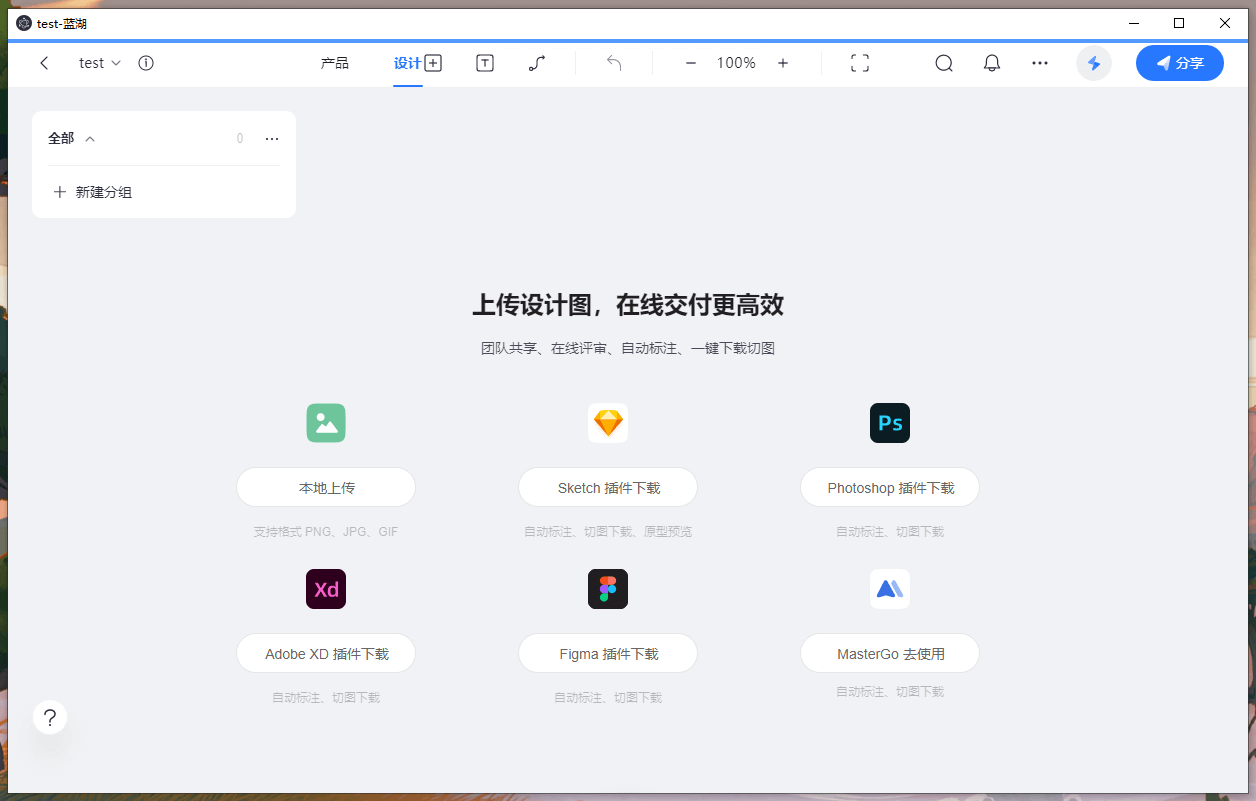 test-蓝湖
test
产品
设计
T
100%
分享
全部
0
新建分组
上传设计图，在线交付更高效
团队共享、在线评审、自动标注、一键下载切图
Ps
本地上传
Sketch 插件下载
Photoshop 插件下载
支持格式 PNG、JPG、GIF
自动标注、切图下载、原型预览
自动标注、切图下载
Xd
Adobe XD 插件下载
Figma 插件下载
MasterGo 去使用
自动标注、切图下载
自动标注、切图下载
自动标注、切图下载
?